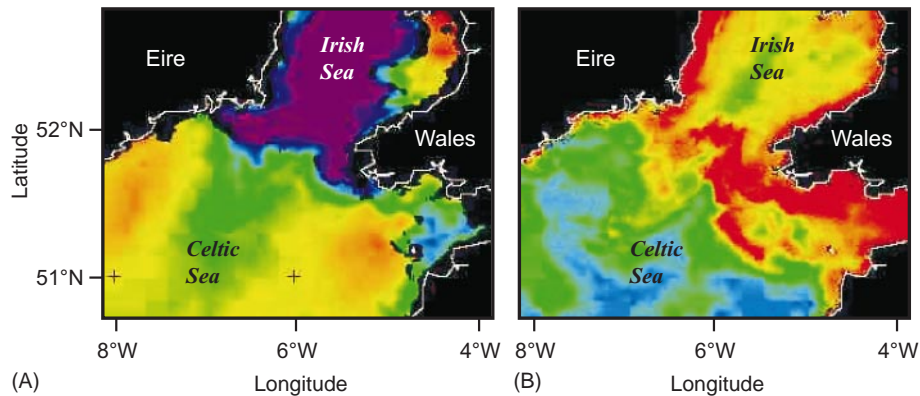 Eire
Irish
Sea
Wales
Celtic
Sea
52°N
51°N
Latitude
8°W
6°W
4°W
Longitude
(A)
Eire
Irish
Sea
Wales
Celtic
Sea
8°W
6°W
4°W
Longitude
(B)